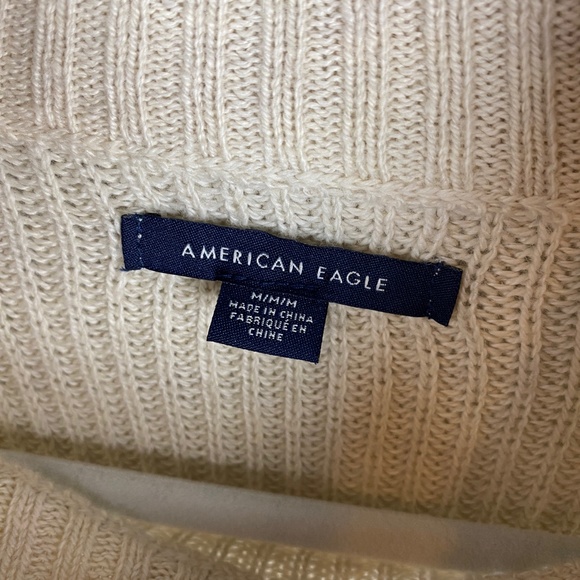 AMERICAN EAGLE
M/M/M
MADE IN CHINA
FABRIQUÉ EN
CHINE